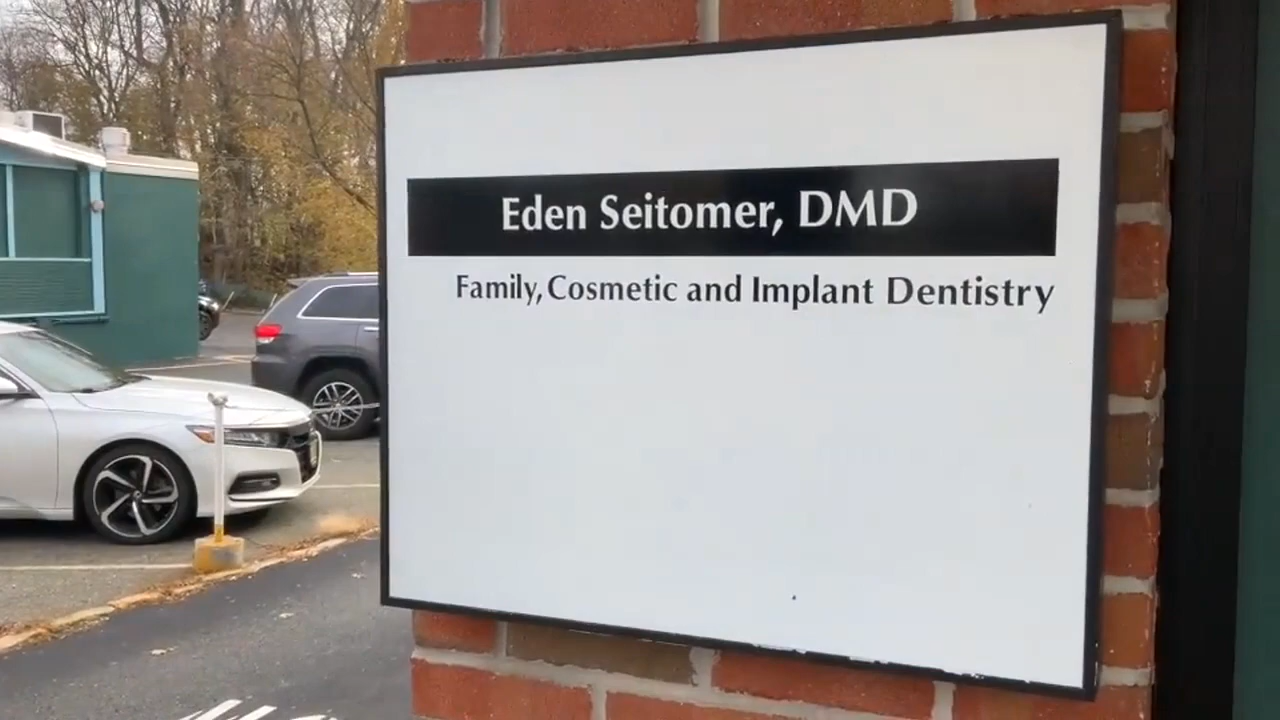 Eden Seitomer, DMD
Family, Cosmetic and Implant Dentistry